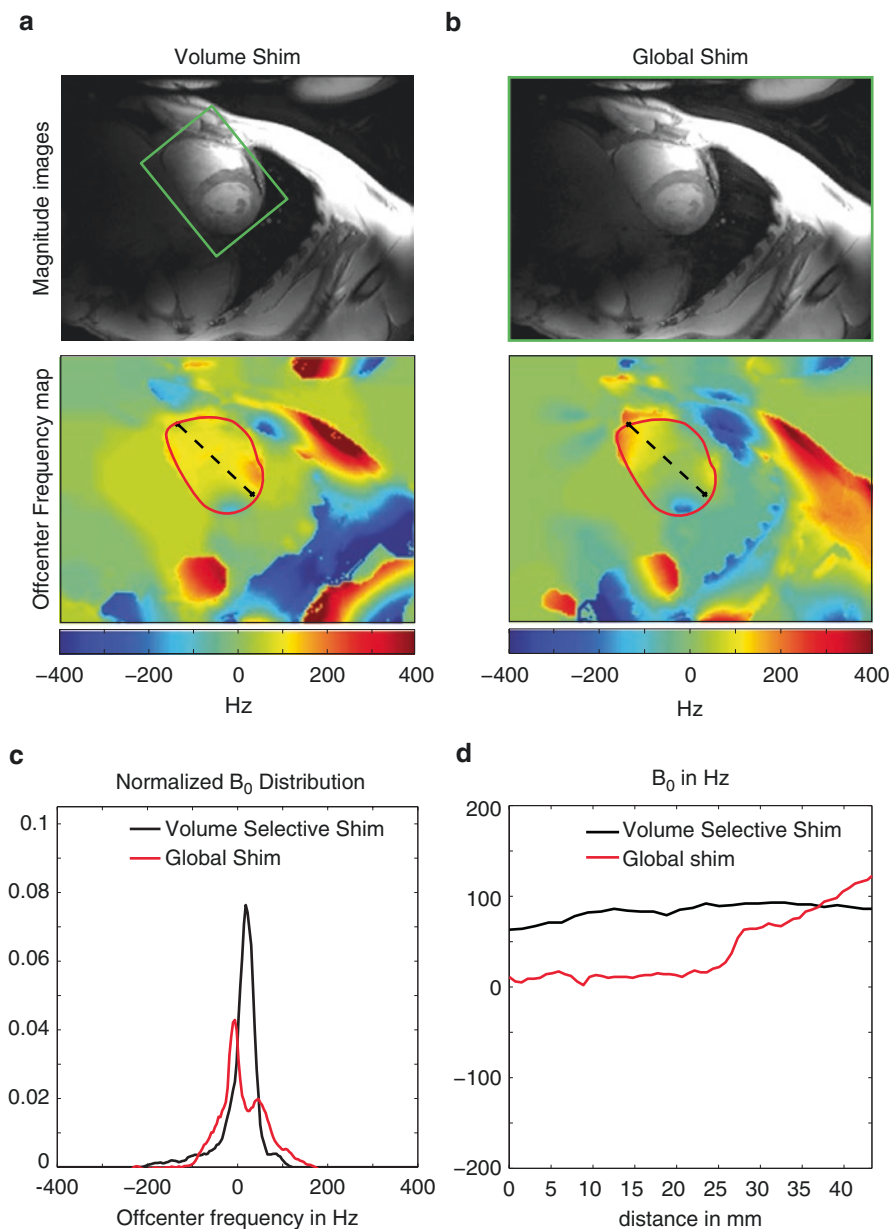 a
b
Volume Shim
Global Shim
Magnitude images
Offcenter Frequency map
−400 −200 0 200 400
Hz
−400 −200 0 200 400
Hz
c
d
Normalized B₀ Distribution
B₀ in Hz
0.1
0.08
0.06
0.04
0.02
0
Volume Selective Shim
Global Shim
-400 −200 0 200 400
Offcenter frequency in Hz
200
100
0
−100
−200
Volume Selective Shim
Global shim
0 5 10 15 20 25 30 35 40
distance in mm